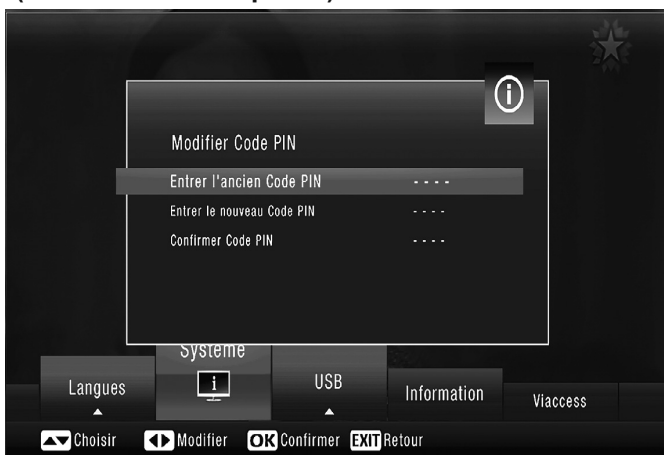 Modifier Code PIN
Entrer l'ancien Code PIN - - - -
Entrer le nouveau Code PIN - - - -
Confirmer Code PIN - - - -
Langues
Système
USB
Information
Viaccess
Choisir Modifier OK Confirmer EXIT Retour